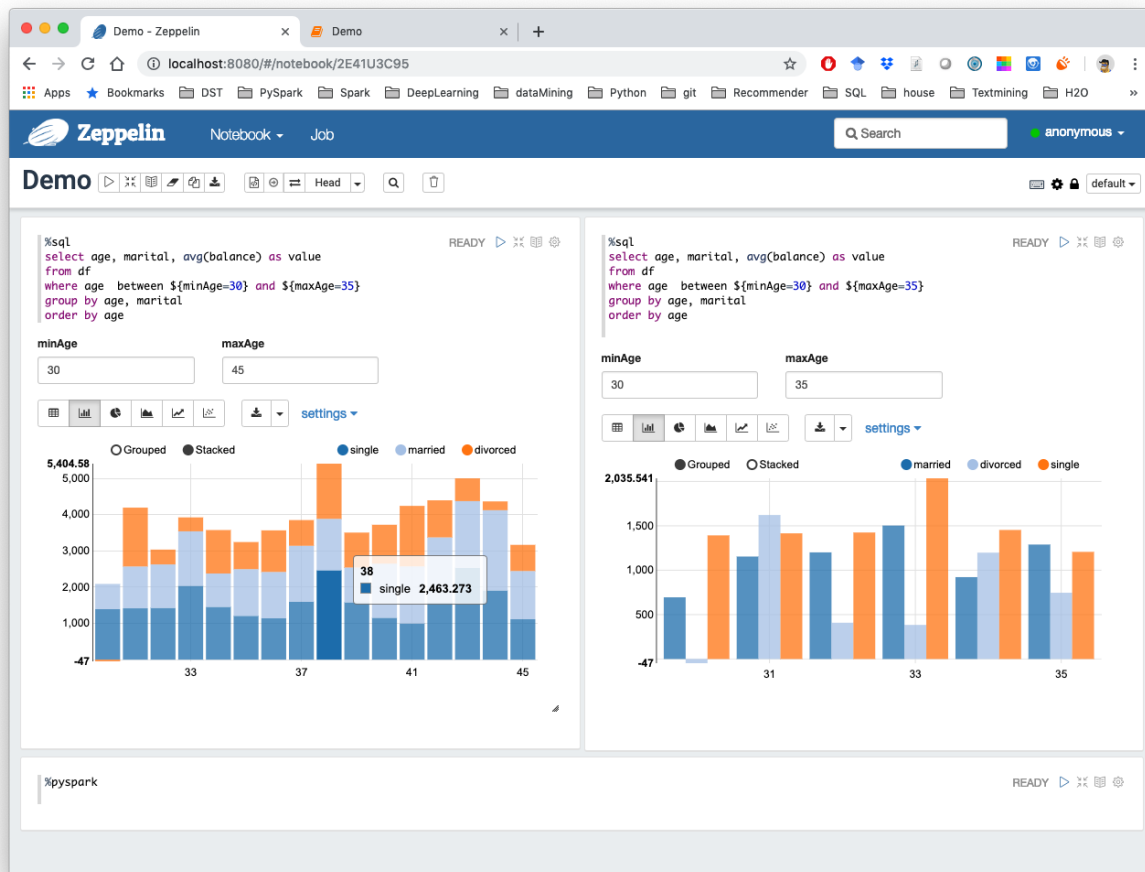 Demo - Zeppelin
Demo
localhost:8080/#/notebook/2E41U3C95
Apps Bookmarks DST PySpark Spark DeepLearning dataMining Python git Recommender SQL house Textmining H2O »
Zeppelin Notebook Job Search anonymous
Demo Head default
%sql READY
select age, marital, avg(balance) as value
from df
where age  between ${minAge=30} and ${maxAge=35}
group by age, marital
order by age
minAge maxAge
30 45
settings
Grouped Stacked single married divorced
5,404.58
5,000
4,000
3,000
2,000
1,000
-47
38
single 2,463.273
33 37 41 45
%sql READY
select age, marital, avg(balance) as value
from df
where age  between ${minAge=30} and ${maxAge=35}
group by age, marital
order by age
minAge maxAge
30 35
settings
Grouped Stacked married divorced single
2,035.541
1,500
1,000
500
-47
31 33 35
%pyspark READY